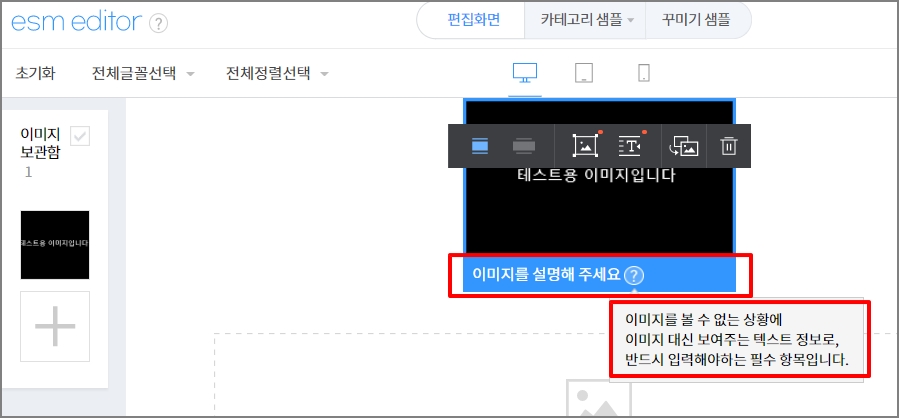 esm editor ?
편집화면
카테고리 샘플
꾸미기 샘플
초기화
전체글꼴선택
전체정렬선택
이미지
보관함
1
테스트용 이미지입니다
테스트용 이미지입니다
이미지를 설명해 주세요 ?
이미지를 볼 수 없는 상황에
이미지 대신 보여주는 텍스트 정보로,
반드시 입력해야하는 필수 항목입니다.